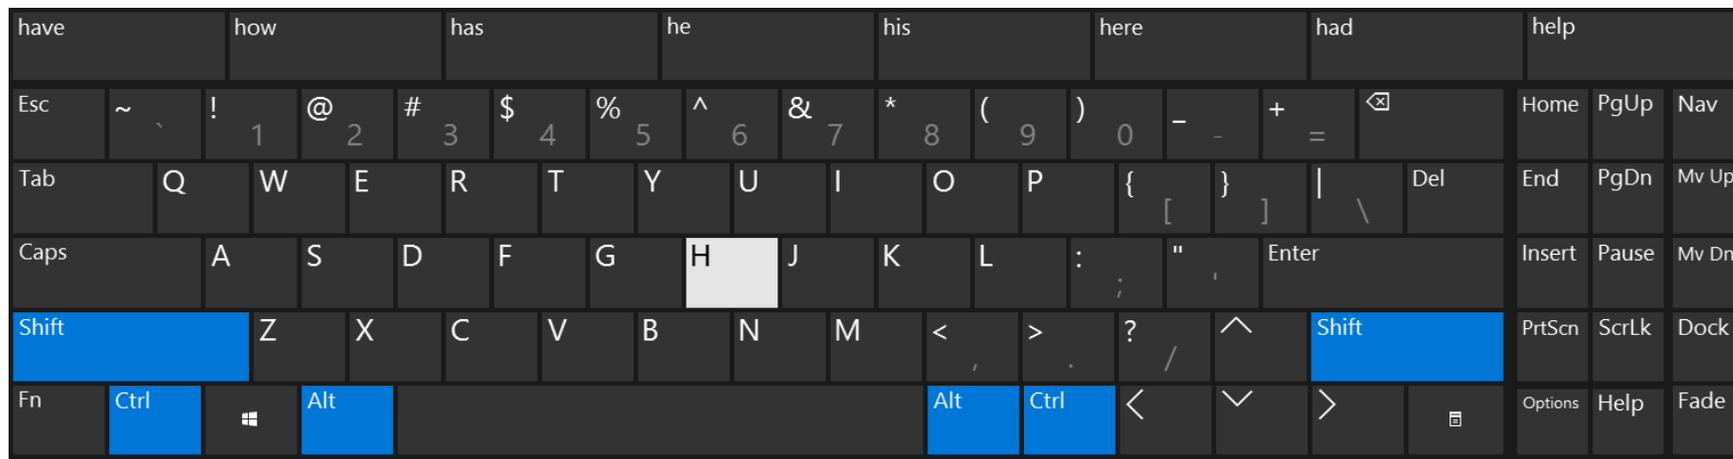 have how has he his here had help
Esc ~ ` ! 1 @ 2 # 3 $ 4 % 5 ^ 6 & 7 * 8 ( 9 ) 0 _ - + = Home PgUp Nav
Tab Q W E R T Y U I O P { [ } ] | \ Del End PgDn Mv Up
Caps A S D F G H J K L : ; " ' Enter Insert Pause Mv Dn
Shift Z X C V B N M < , > . ? / Shift PrtScn ScrLk Dock
Fn Ctrl Alt Alt Ctrl Options Help Fade